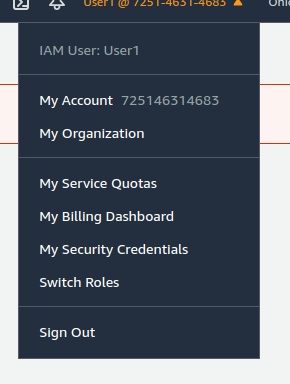 User1 @ 7251-4631-4683 ▲ Ohio
IAM User: User1
My Account 725146314683
My Organization
My Service Quotas
My Billing Dashboard
My Security Credentials
Switch Roles
Sign Out